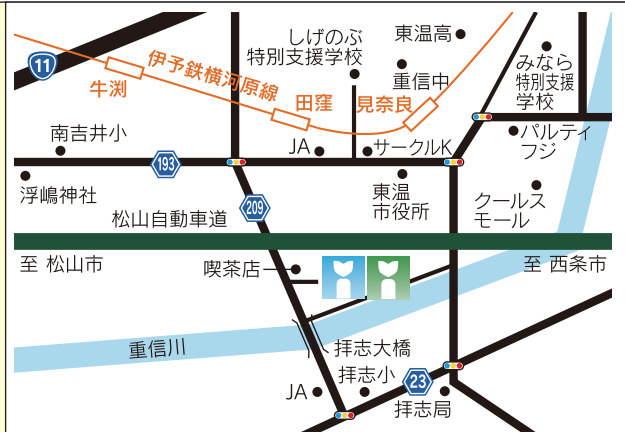 しげのぶ
特別支援学校
東温高
11
伊予鉄横河原線
みなら
特別支援
学校
重信中
牛渕
田窪
見奈良
南吉井小
JA
サークルK
パルティ
フジ
193
浮嶋神社
209
東温
市役所
クールス
モール
松山自動車道
至 松山市
喫茶店
至 西条市
重信川
拝志大橋
拝志小
JA
23
拝志局